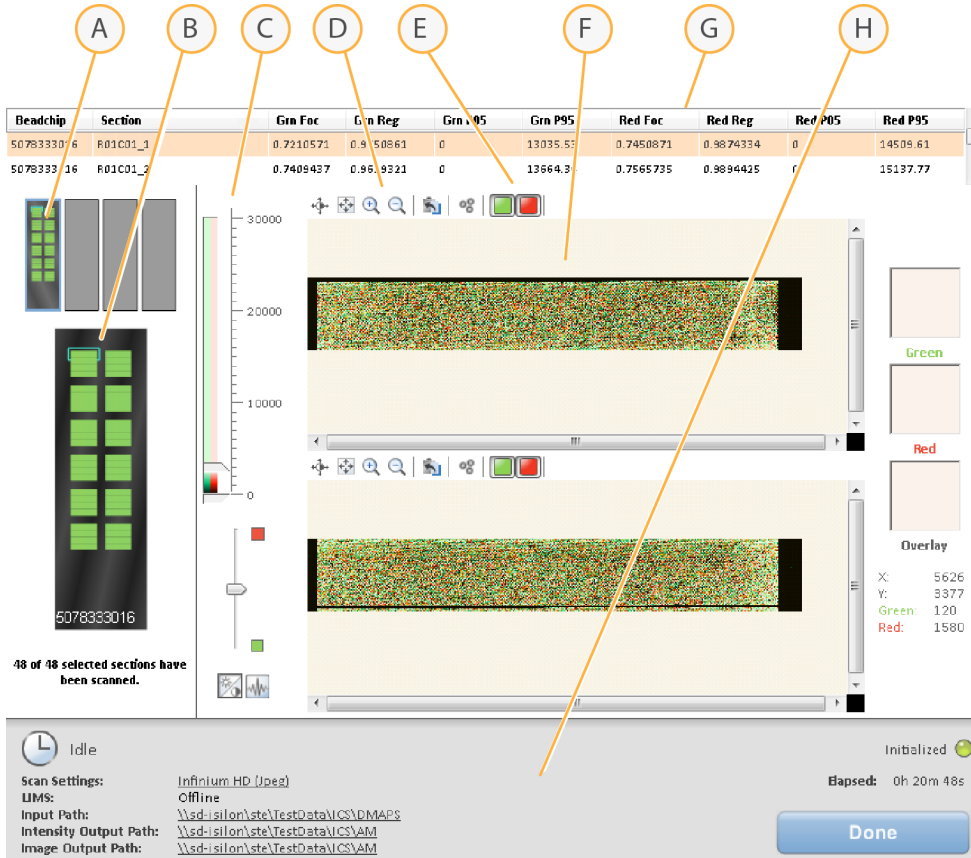 A B C D E F G H
Beadchip Section Grn Foc Grn Reg Grn P05 Grn P95 Red Foc Red Reg Red P05 Red P95
R01C01_1 0.7210571 0 0.7450871 0.9874334 0 14509.61
R01C01_2 0.7409437 0 0.7565735 0.9894425 15137.77
30000
20000
10000
0
Green
Red
Overlay
X: 5626
Y: 3377
Green: 120
Red: 1580
5078333016
48 of 48 selected sections have
been scanned.
Idle
Initialized
Scan Settings: Infinium HD (Jpeg)
Elapsed: 0h 20m 48s
LIMS: Offline
Input Path: \\sd-isilon\ste\TestData\ICS\DMAPS
Intensity Output Path: \\sd-isilon\ste\TestData\ICS\AM
Image Output Path: \\sd-isilon\ste\TestData\ICS\AM
Done